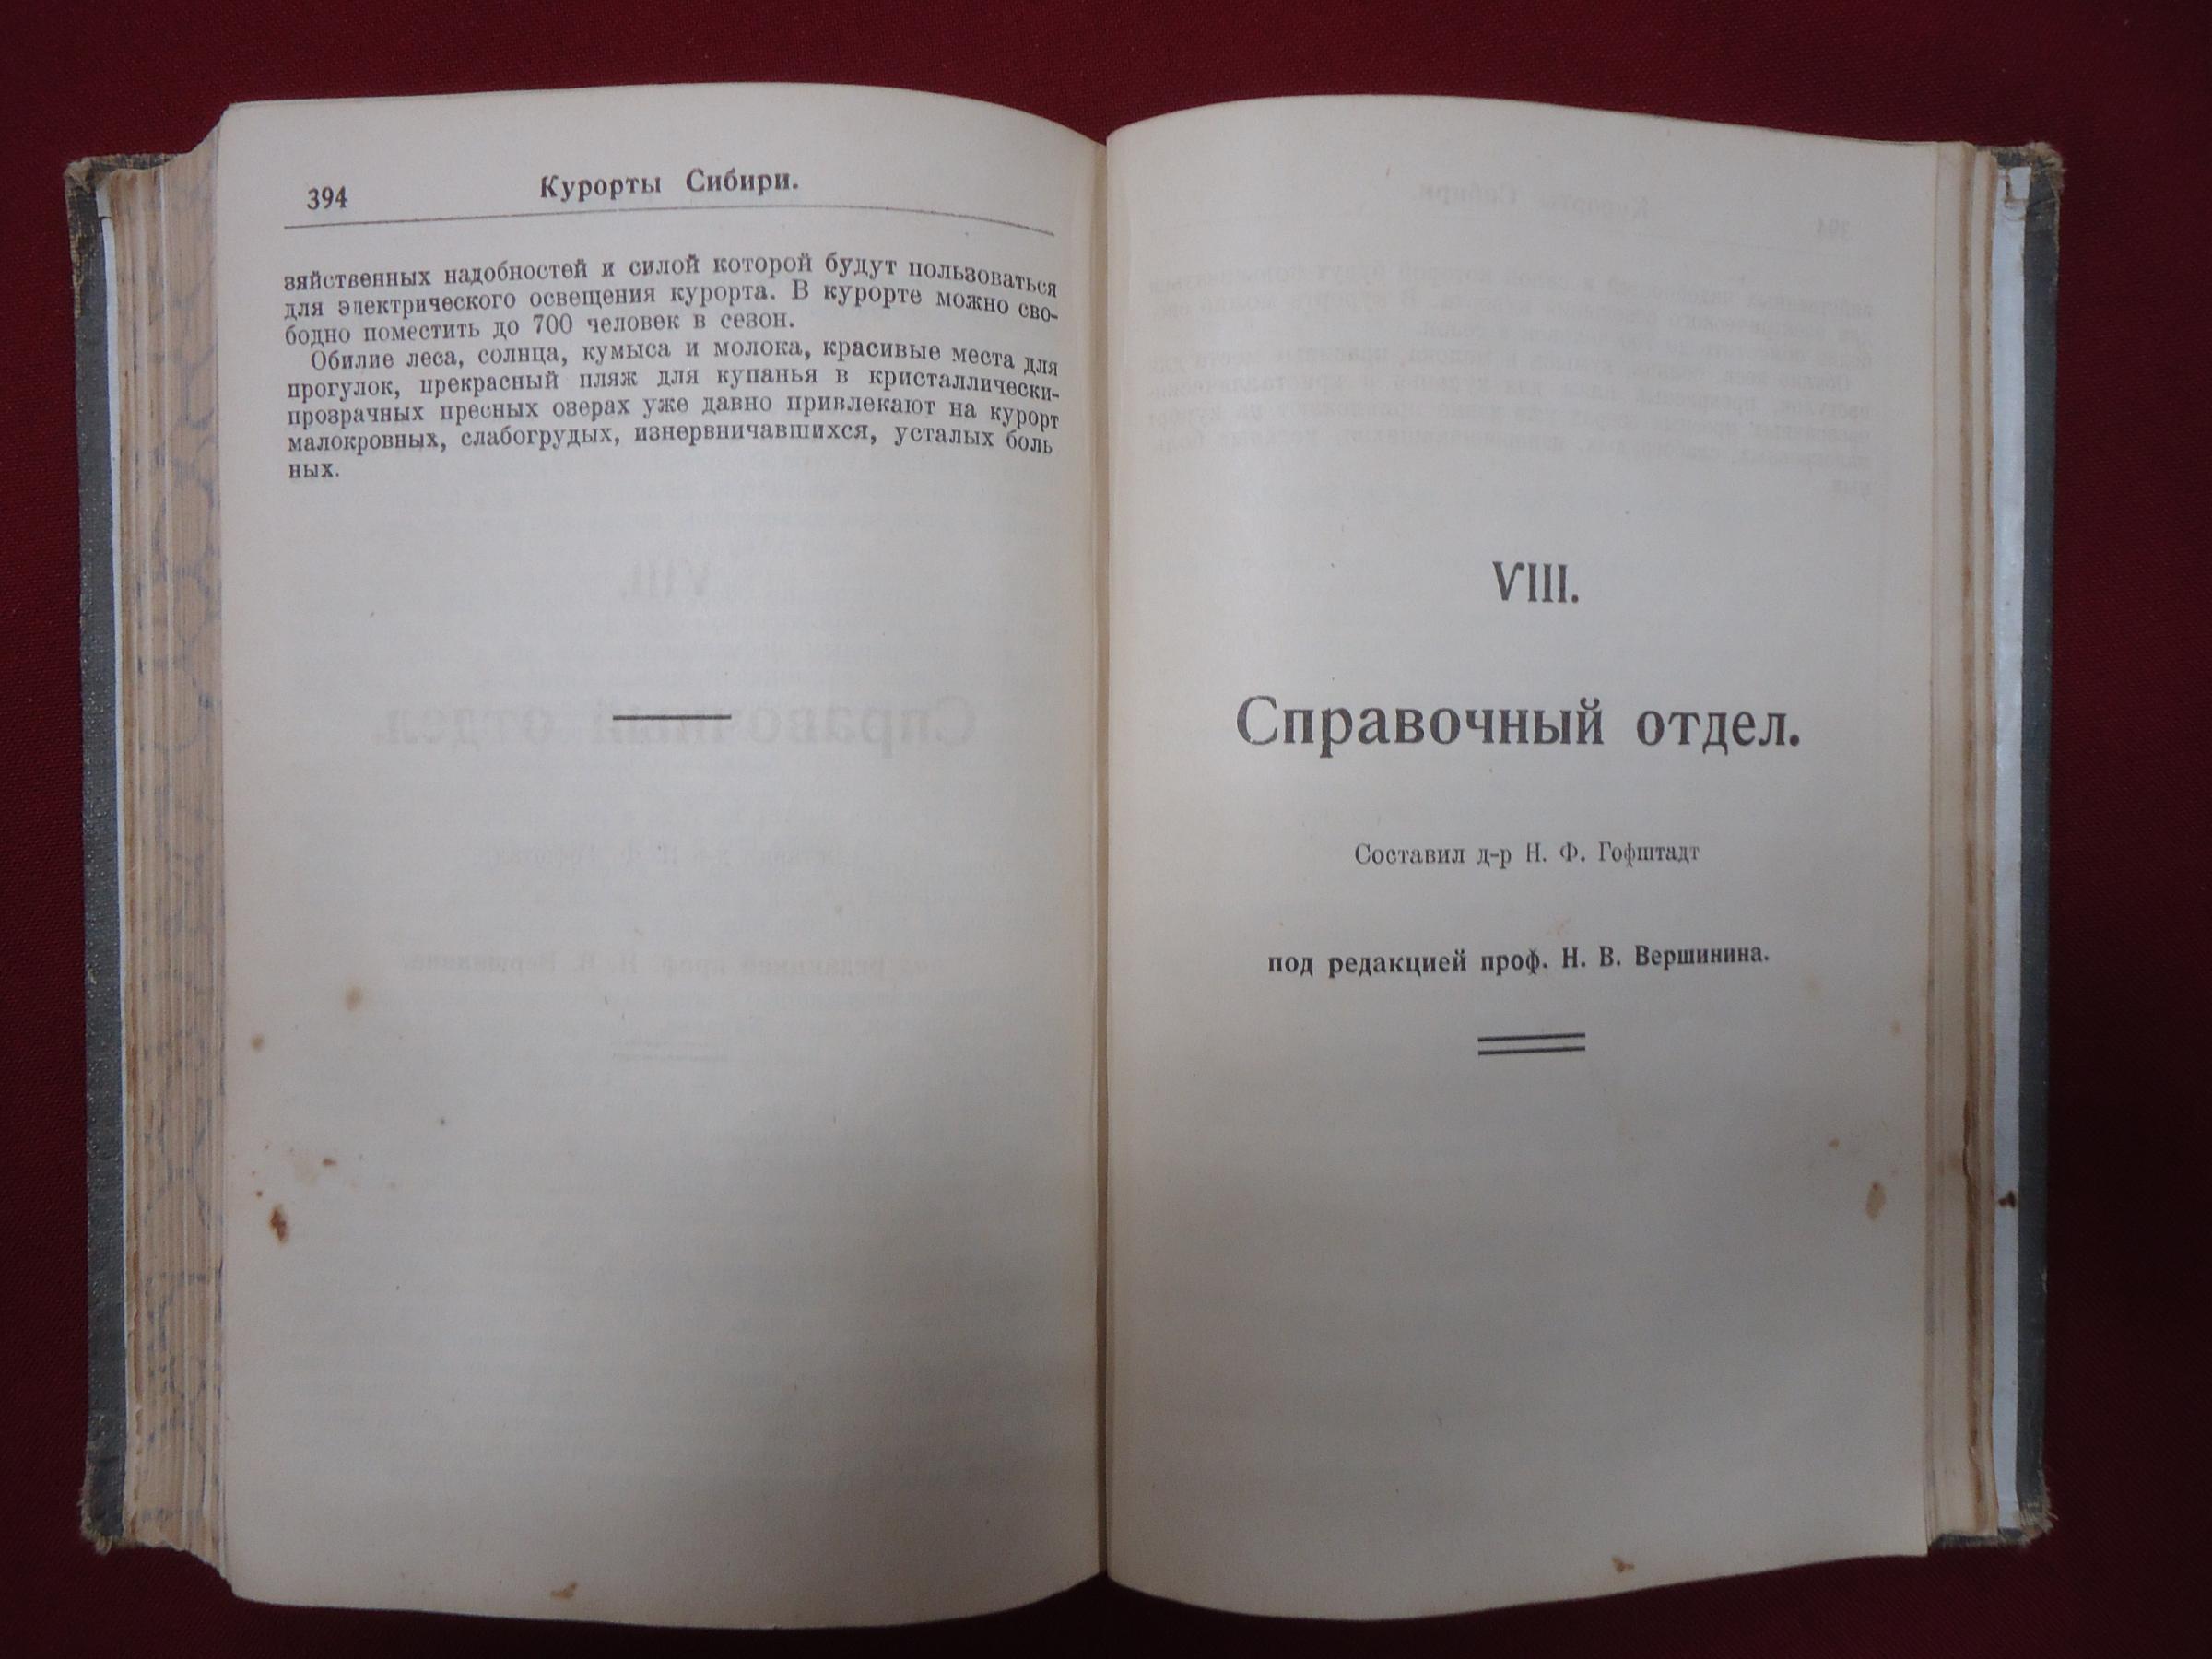 394
Курорты Сибири.
зяйственных надобностей и силой которой будут пользоваться
для электрического освещения курорта. В курорте можно сво-
бодно поместить до 700 человек в сезон.
Обилие леса, солнца, кумыса и молока, красивые места для
прогулок, прекрасный пляж для купанья в кристаллически-
прозрачных пресных озерах уже давно привлекают на курорт
малокровных, слабогрудых, изнервничавшихся, усталых боль
ных.
VIII.
Справочный отдел.
Составил д-р Н. Ф. Гофштадт
под редакцией проф. Н. В. Вершинина.